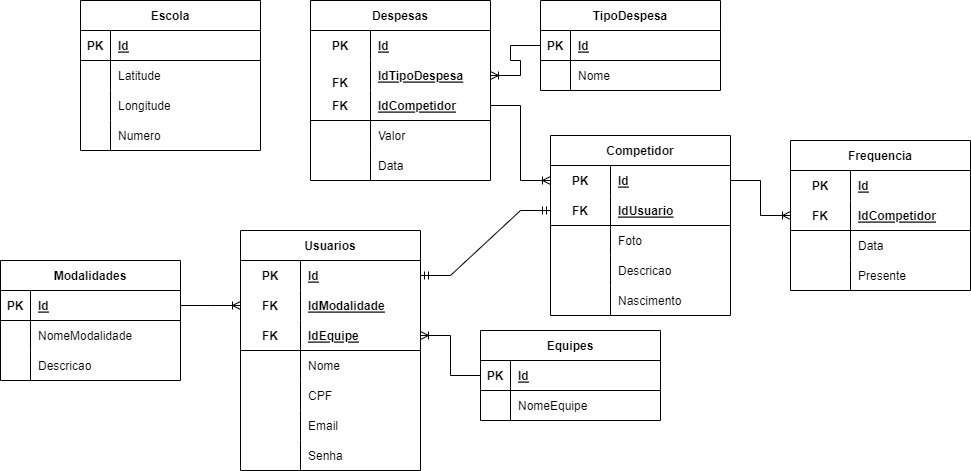 Escola
PK Id
Latitude
Longitude
Numero
Despesas
PK Id
FK IdTipoDespesa
FK IdCompetidor
Valor
Data
TipoDespesa
PK Id
Nome
Competidor
PK Id
FK IdUsuario
Foto
Descricao
Nascimento
Frequencia
PK Id
FK IdCompetidor
Data
Presente
Usuarios
PK Id
FK IdModalidade
FK IdEquipe
Nome
CPF
Email
Senha
Modalidades
PK Id
NomeModalidade
Descricao
Equipes
PK Id
NomeEquipe